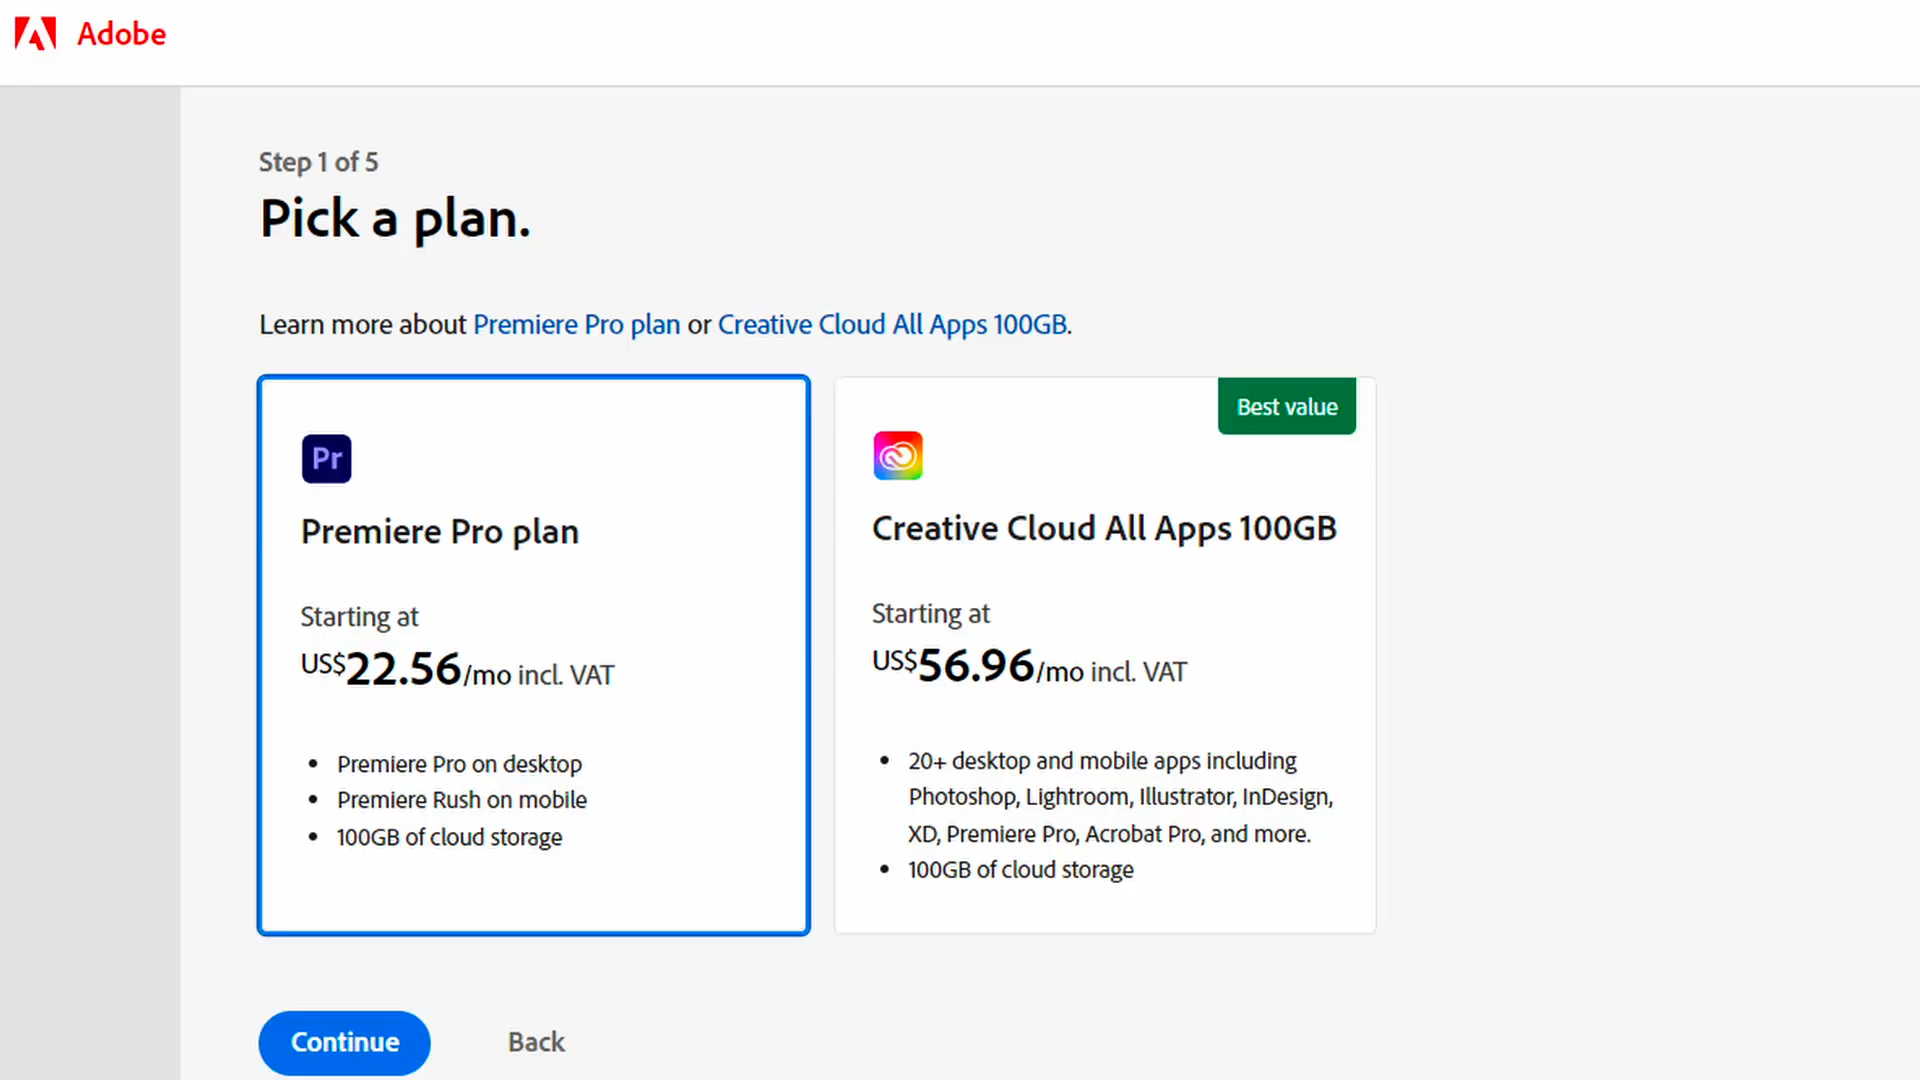 Adobe
Step 1 of 5
Pick a plan.
Learn more about Premiere Pro plan or Creative Cloud All Apps 100GB.
Pr
Premiere Pro plan
Starting at
US$22.56/mo incl. VAT
Premiere Pro on desktop
Premiere Rush on mobile
100GB of cloud storage
Best value
Creative Cloud All Apps 100GB
Starting at
US$56.96/mo incl. VAT
20+ desktop and mobile apps including
Photoshop, Lightroom, Illustrator, InDesign,
XD, Premiere Pro, Acrobat Pro, and more.
100GB of cloud storage
Continue
Back